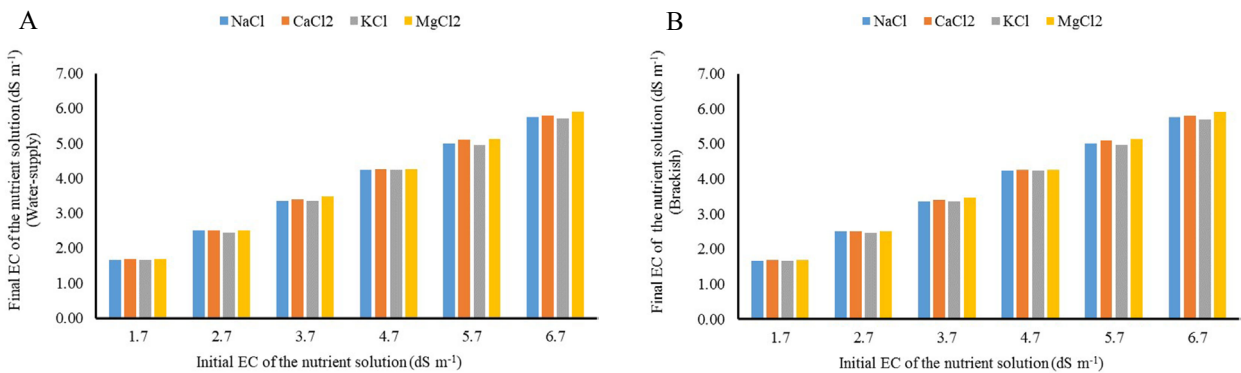 A
NaCl CaCl2 KCl MgCl2
Final EC of the nutrient solution (dS m-1)
(Water-supply)
7.00
6.00
5.00
4.00
3.00
2.00
1.00
0.00
1.7 2.7 3.7 4.7 5.7 6.7
Initial EC of the nutrient solution (dS m-1)
B
NaCl CaCl2 KCl MgCl2
Final EC of the nutrient solution (dS m-1)
(Brackish)
7.00
6.00
5.00
4.00
3.00
2.00
1.00
0.00
1.7 2.7 3.7 4.7 5.7 6.7
Initial EC of the nutrient solution (dS m-1)